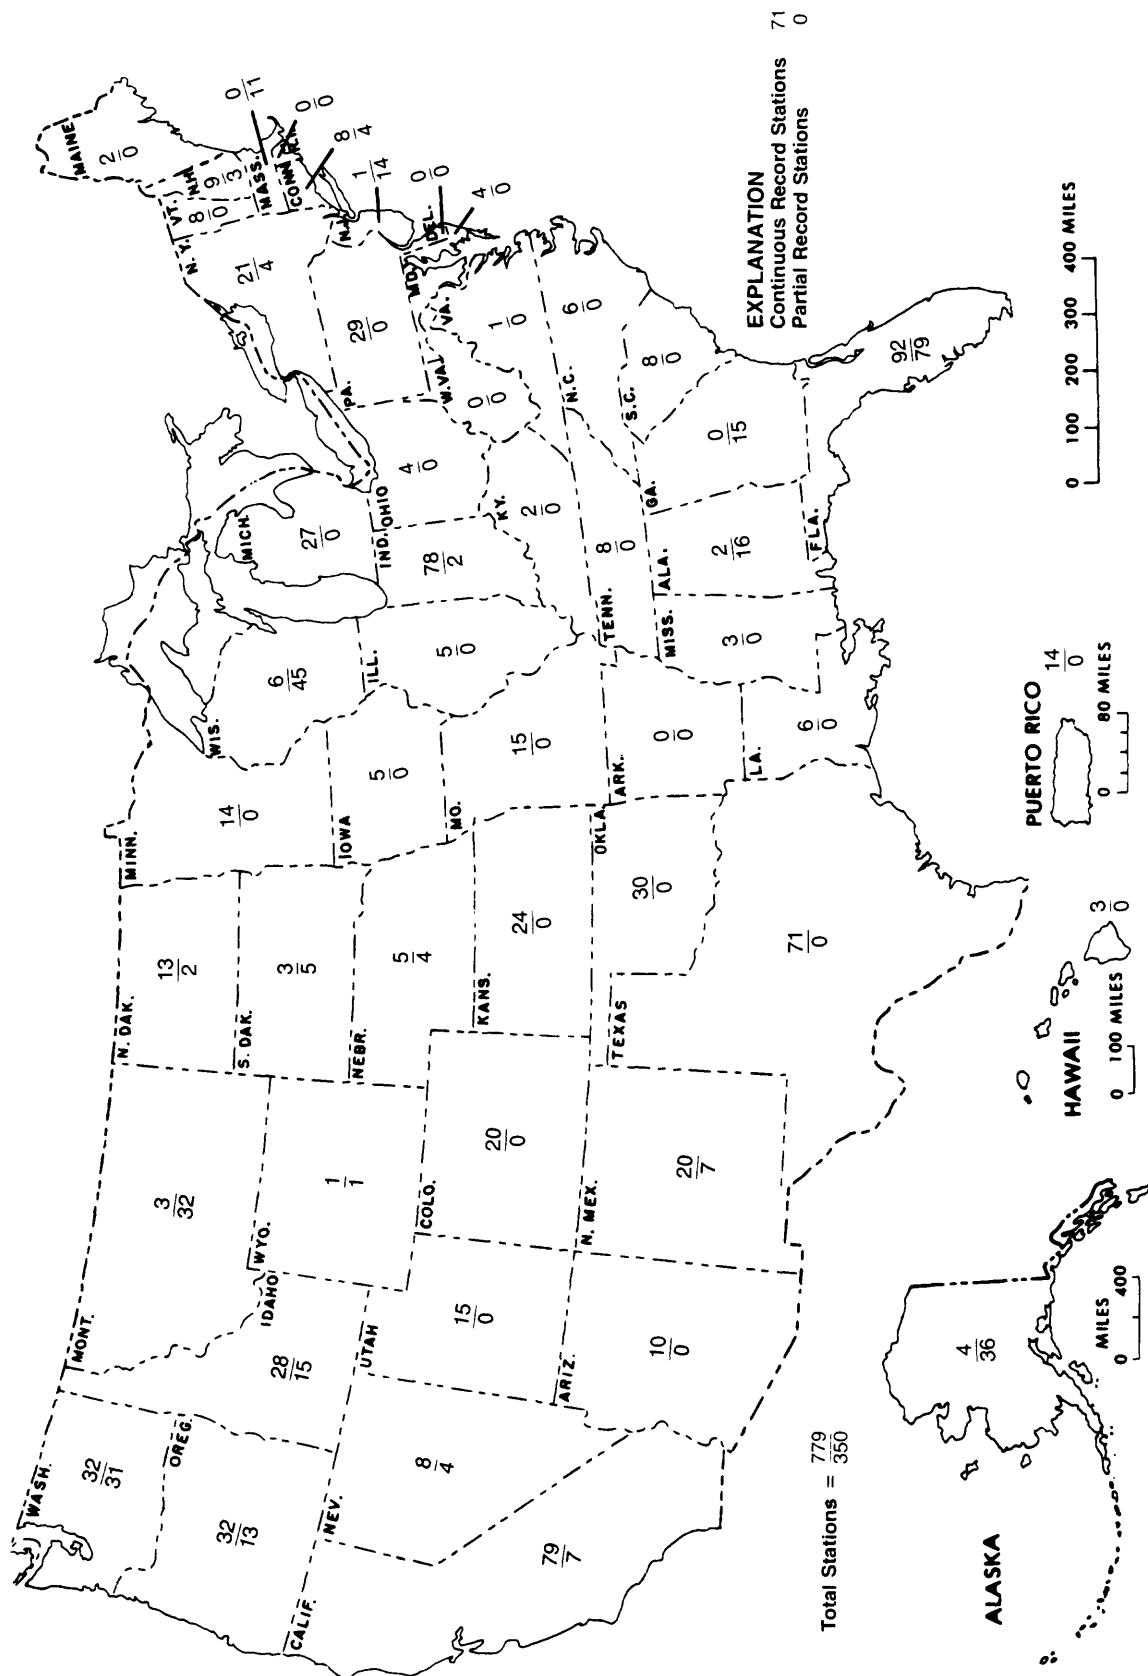 WASH.
32
31
OREG.
32
13
CALIF.
79
7
NEV.
8
4
IDAHO
28
15
MONT.
3
32
WYO.
1
1
UTAH
15
0
COLO.
20
0
ARIZ.
10
0
N. MEX.
20
7
N. DAK.
13
2
S. DAK.
3
5
NEBR.
5
4
KANS.
24
0
OKLA.
30
0
TEXAS
71
0
MINN.
14
0
IOWA
5
0
MO.
15
0
ARK.
0
0
LA.
6
0
WIS.
6
45
ILL.
5
0
MICH.
27
0
IND.
78
2
OHIO
4
0
KY.
2
0
TENN.
8
0
MISS.
3
0
ALA.
2
16
GA.
0
15
FLA.
92
79
S.C.
8
0
N.C.
6
0
VA.
1
0
W.VA.
0
0
PA.
29
0
N.Y.
21
4
VT.
8
0
N.H.
9
3
MAINE
2
0
MASS.
0
11
R.I.
0
0
CONN.
8
4
N.J.
1
14
DEL.
0
0
MD.
4
0
EXPLANATION
Continuous Record Stations 71
Partial Record Stations 0
0 100 200 300 400 MILES
Total Stations = 779
350
ALASKA
4
36
MILES
0 400
HAWAII
3
0
0 100 MILES
PUERTO RICO
14
0
0 80 MILES